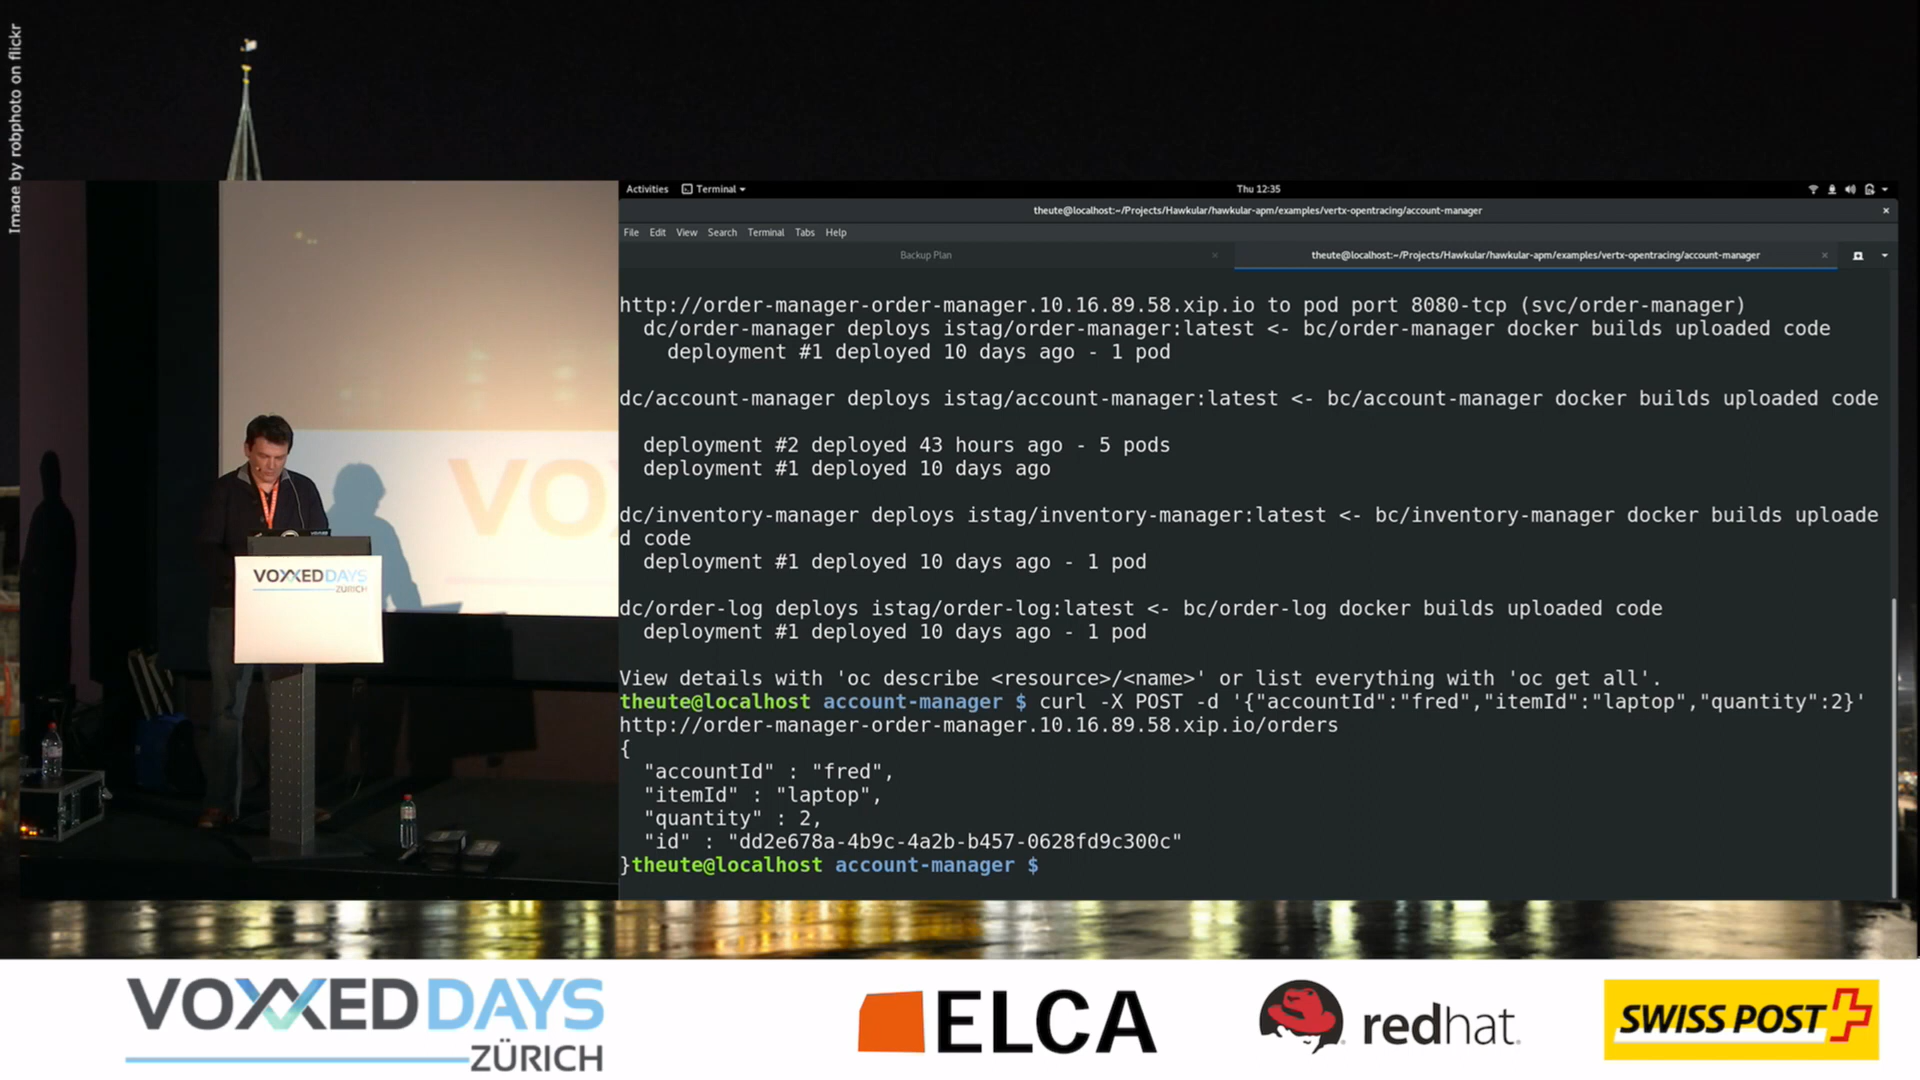 Image by robphoto on flickr
Activities Terminal Thu 12:35
theute@localhost:~/Projects/Hawkular/hawkular-apm/examples/vertx-opentracing/account-manager
File Edit View Search Terminal Tabs Help
Backup Plan
theute@localhost:~/Projects/Hawkular/hawkular-apm/examples/vertx-opentracing/account-manager
http://order-manager-order-manager.10.16.89.58.xip.io to pod port 8080-tcp (svc/order-manager)
dc/order-manager deploys istag/order-manager:latest <- bc/order-manager docker builds uploaded code
deployment #1 deployed 10 days ago - 1 pod
dc/account-manager deploys istag/account-manager:latest <- bc/account-manager docker builds uploaded code
deployment #2 deployed 43 hours ago - 5 pods
deployment #1 deployed 10 days ago
dc/inventory-manager deploys istag/inventory-manager:latest <- bc/inventory-manager docker builds uploade
d code
deployment #1 deployed 10 days ago - 1 pod
dc/order-log deploys istag/order-log:latest <- bc/order-log docker builds uploaded code
deployment #1 deployed 10 days ago - 1 pod
View details with 'oc describe <resource>/<name>' or list everything with 'oc get all'.
theute@localhost account-manager $ curl -X POST -d '{"accountId":"fred","itemId":"laptop","quantity":2}'
http://order-manager-order-manager.10.16.89.58.xip.io/orders
{
"accountId" : "fred",
"itemId" : "laptop",
"quantity" : 2,
"id" : "dd2e678a-4b9c-4a2b-b457-0628fd9c300c"
}theute@localhost account-manager $
VO
VOXXEDDAYS
ZÜRICH
VOXXEDDAYS
ZÜRICH
ELCA
redhat.
SWISS POST